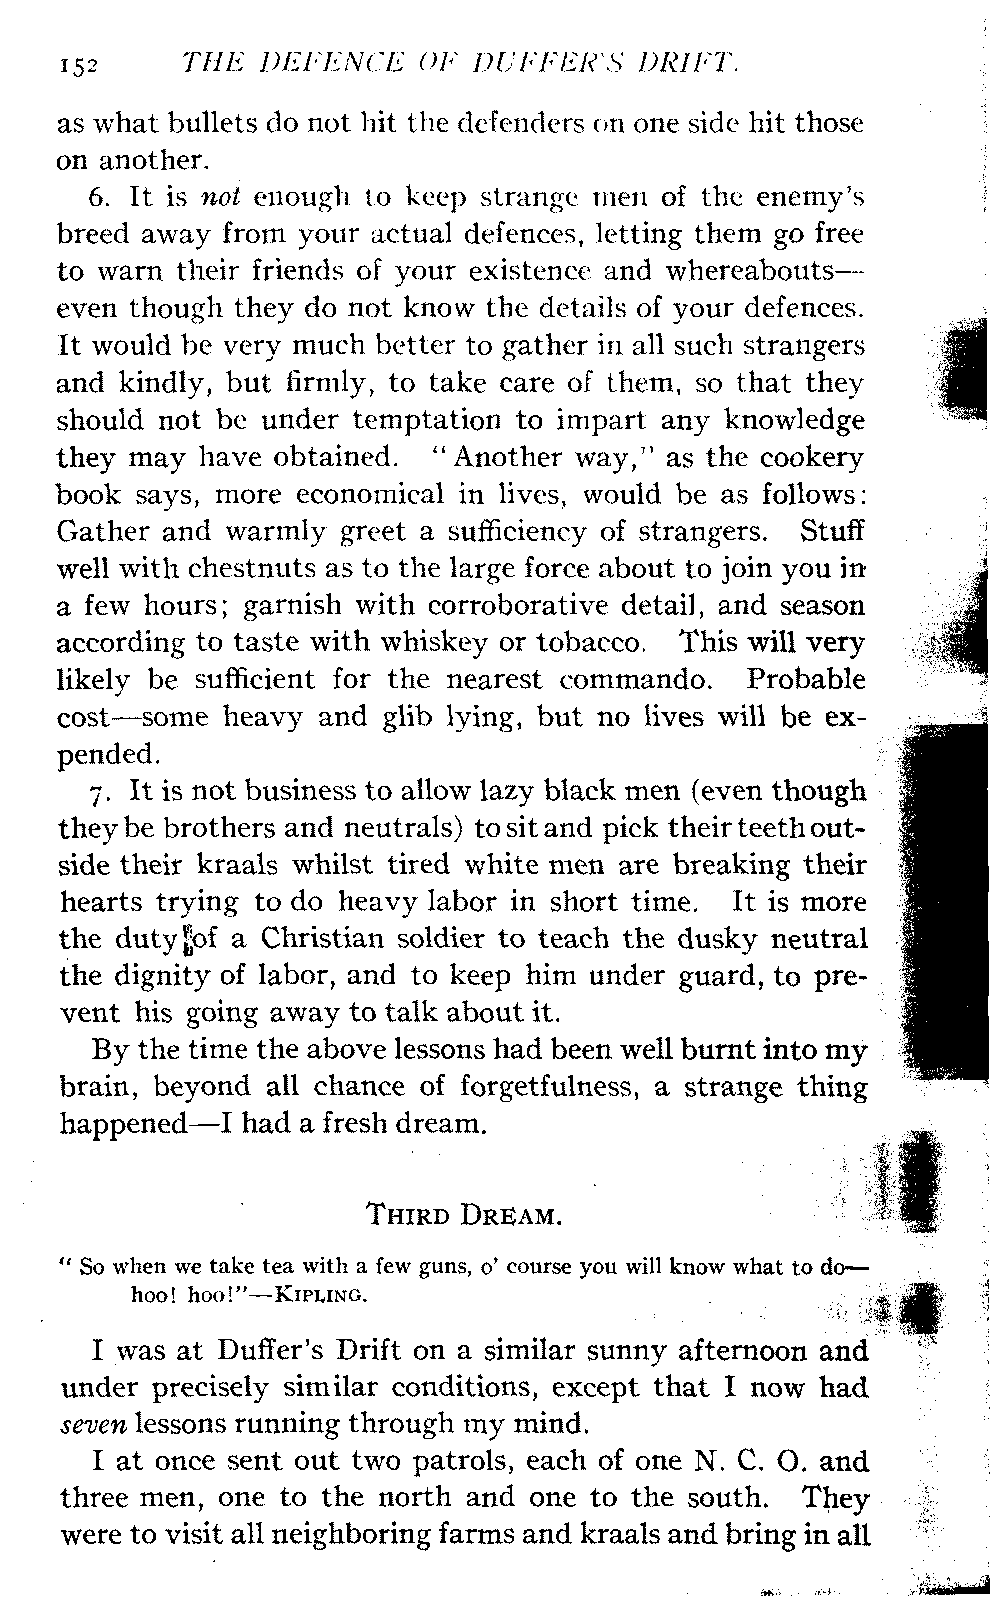 152 THE DEFENCE OF DUFFER'S DRIFT.
as what bullets do not hit the defenders on one side hit those
on another.
6. It is not enough to keep strange men of the enemy's
breed away from your actual defences, letting them go free
to warn their friends of your existence and whereabouts—
even though they do not know the details of your defences.
It would be very much better to gather in all such strangers
and kindly, but firmly, to take care of them, so that they
should not be under temptation to impart any knowledge
they may have obtained. "Another way," as the cookery
book says, more economical in lives, would be as follows:
Gather and warmly greet a sufficiency of strangers. Stuff
well with chestnuts as to the large force about to join you in
a few hours; garnish with corroborative detail, and season
according to taste with whiskey or tobacco. This will very
likely be sufficient for the nearest commando. Probable
cost—some heavy and glib lying, but no lives will be ex-
pended.
7. It is not business to allow lazy black men (even though
they be brothers and neutrals) to sit and pick their teeth out-
side their kraals whilst tired white men are breaking their
hearts trying to do heavy labor in short time. It is more
the duty of a Christian soldier to teach the dusky neutral
the dignity of labor, and to keep him under guard, to pre-
vent his going away to talk about it.
By the time the above lessons had been well burnt into my
brain, beyond all chance of forgetfulness, a strange thing
happened—I had a fresh dream.
THIRD DREAM.
"So when we take tea with a few guns, o' course you will know what to do—
hoo! hoo!"—KIPLING.
I was at Duffer's Drift on a similar sunny afternoon and
under precisely similar conditions, except that I now had
seven lessons running through my mind.
I at once sent out two patrols, each of one N. C. O. and
three men, one to the north and one to the south. They
were to visit all neighboring farms and kraals and bring in all